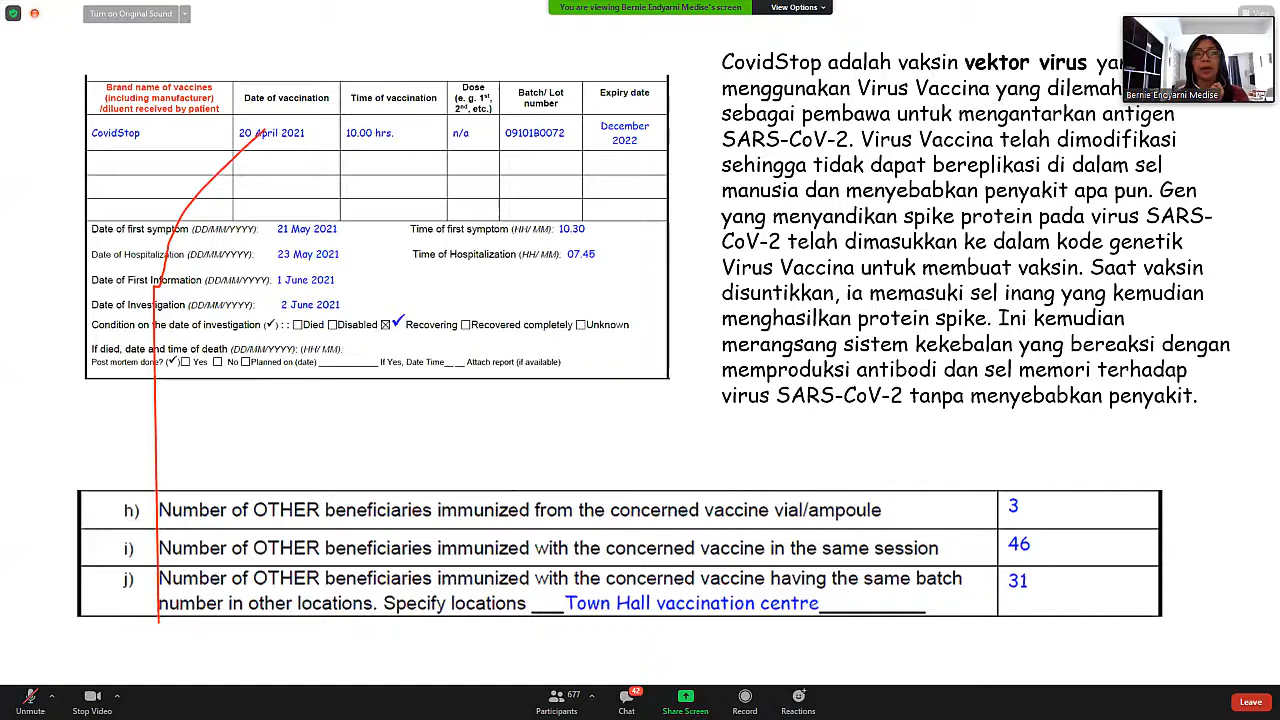 Turn on Original Sound
You are viewing Bernie Endyarni Medise's screen
View Options
View
Bernie Endyarni Medise
Brand name of vaccines
(including manufacturer)
/diluent received by patient
Date of vaccination
Time of vaccination
Dose
(e. g. 1st,
2nd, etc.)
Batch/ Lot
number
Expiry date
CovidStop
20 April 2021
10.00 hrs.
n/a
09101B0072
December
2022
Date of first symptom (DD/MM/YYYY): 21 May 2021 Time of first symptom (HH/ MM): 10.30
Date of Hospitalization (DD/MM/YYYY): 23 May 2021 Time of Hospitalization (HH/ MM): 07.45
Date of First Information (DD/MM/YYYY): 1 June 2021
Date of Investigation (DD/MM/YYYY): 2 June 2021
Condition on the date of investigation (✓) : : ☐Died ☐Disabled ☒✓Recovering ☐Recovered completely ☐Unknown
If died, date and time of death (DD/MM/YYYY): (HH/ MM):
Post mortem done? (✓)☐ Yes ☐ No ☐Planned on (date) ______________ If Yes, Date Time__ __ Attach report (if available)
CovidStop adalah vaksin vektor virus
menggunakan Virus Vaccina yang
sebagai pembawa untuk mengantarkan antigen
SARS-CoV-2. Virus Vaccina telah dimodifikasi
sehingga tidak dapat bereplikasi di dalam sel
manusia dan menyebabkan penyakit apa pun. Gen
yang menyandikan spike protein pada virus SARS-
CoV-2 telah dimasukkan ke dalam kode genetik
Virus Vaccina untuk membuat vaksin. Saat vaksin
disuntikkan, ia memasuki sel inang yang kemudian
menghasilkan protein spike. Ini kemudian
merangsang sistem kekebalan yang bereaksi dengan
memproduksi antibodi dan sel memori terhadap
virus SARS-CoV-2 tanpa menyebabkan penyakit.
h) Number of OTHER beneficiaries immunized from the concerned vaccine vial/ampoule 3
i) Number of OTHER beneficiaries immunized with the concerned vaccine in the same session 46
j) Number of OTHER beneficiaries immunized with the concerned vaccine having the same batch 31
number in other locations. Specify locations ___Town Hall vaccination centre__________
Unmute
Stop Video
677
Participants
42
Chat
Share Screen
Record
Reactions
Leave